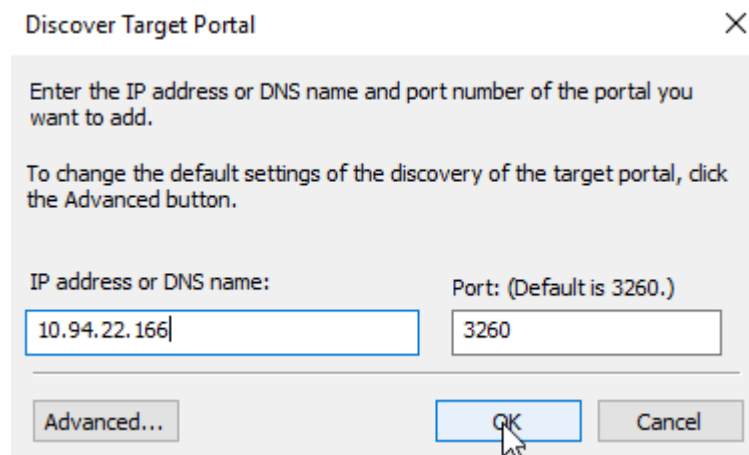 Discover Target Portal
Enter the IP address or DNS name and port number of the portal you
want to add.
To change the default settings of the discovery of the target portal, click
the Advanced button.
IP address or DNS name:
Port: (Default is 3260.)
10.94.22.166
3260
Advanced...
OK
Cancel